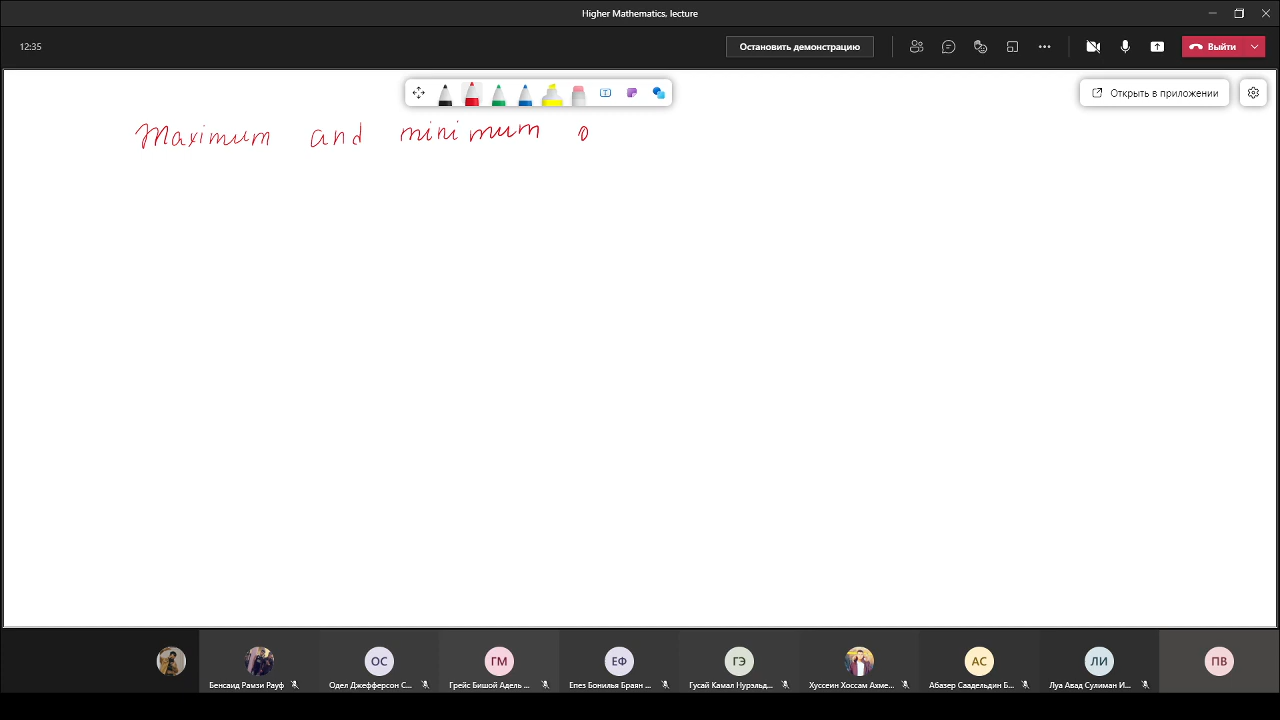 Higher Mathematics, lecture
12:35
Остановить демонстрацию
Выйти
Открыть в приложении
Maximum and minimum o
ОС
ГМ
ЕФ
ГЭ
АС
ЛИ
ПВ
Бенсаид Рамзи Рауф
Одел Джефферсон С...
Грейс Бишой Адель ...
Епез Бонилья Браян ...
Гусай Камал Нурэльд...
Хуссеин Хоссам Ахме...
Абазер Саадельдин Б...
Луа Авад Сулиман И...